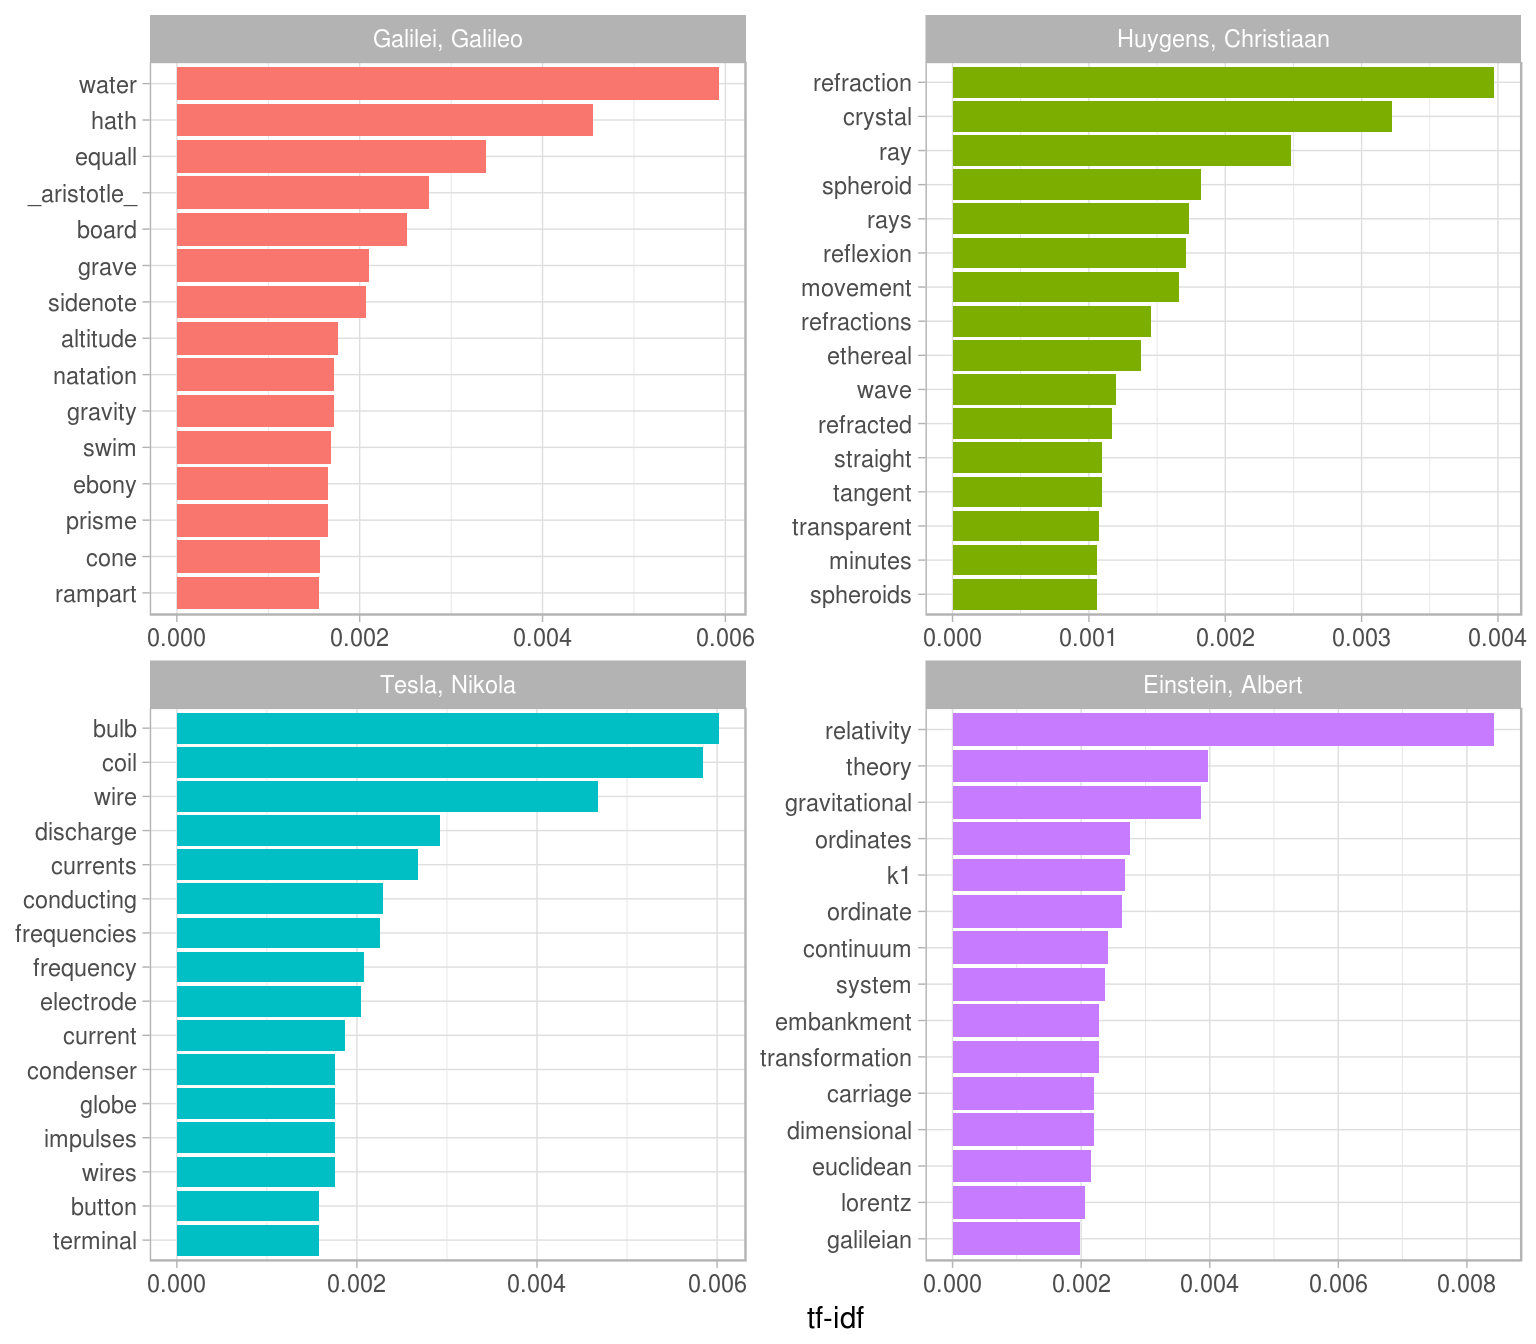 Galilei, Galileo
water
hath
equall
_aristotle_
board
grave
sidenote
altitude
natation
gravity
swim
ebony
prisme
cone
rampart
0.000 0.002 0.004 0.006
Huygens, Christiaan
refraction
crystal
ray
spheroid
rays
reflexion
movement
refractions
ethereal
wave
refracted
straight
tangent
transparent
minutes
spheroids
0.000 0.001 0.002 0.003 0.004
Tesla, Nikola
bulb
coil
wire
discharge
currents
conducting
frequencies
frequency
electrode
current
condenser
globe
impulses
wires
button
terminal
0.000 0.002 0.004 0.006
Einstein, Albert
relativity
theory
gravitational
ordinates
k1
ordinate
continuum
system
embankment
transformation
carriage
dimensional
euclidean
lorentz
galileian
0.000 0.002 0.004 0.006 0.008
tf-idf